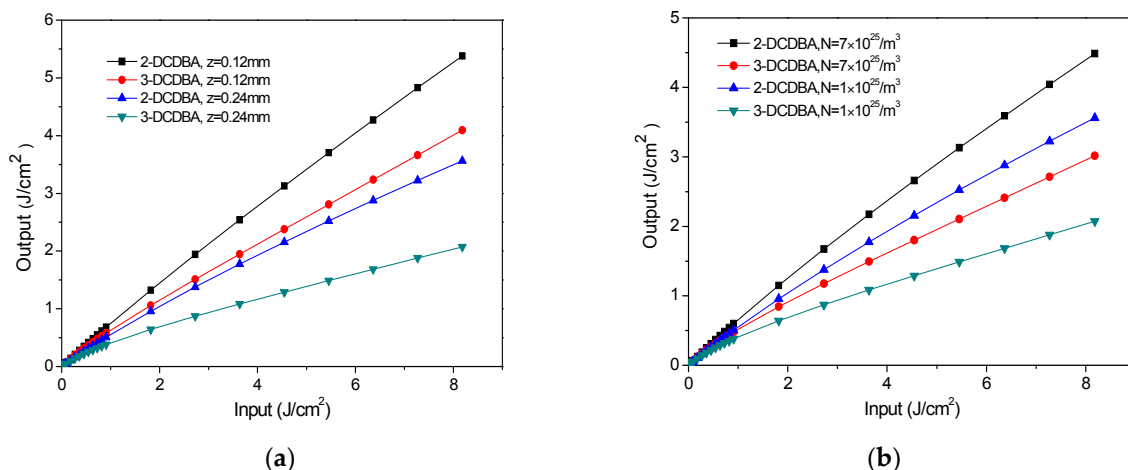 6
5
4
3
2
1
0
Output (J/cm²)
2-DCDBA, z=0.12mm
3-DCDBA, z=0.12mm
2-DCDBA, z=0.24mm
3-DCDBA, z=0.24mm
0 2 4 6 8
Input (J/cm²)
(a)
5
4
3
2
1
0
Output (J/cm²)
2-DCDBA,N=7×10²⁵/m³
3-DCDBA,N=7×10²⁵/m³
2-DCDBA,N=1×10²⁵/m³
3-DCDBA,N=1×10²⁵/m³
0 2 4 6 8
Input (J/cm²)
(b)